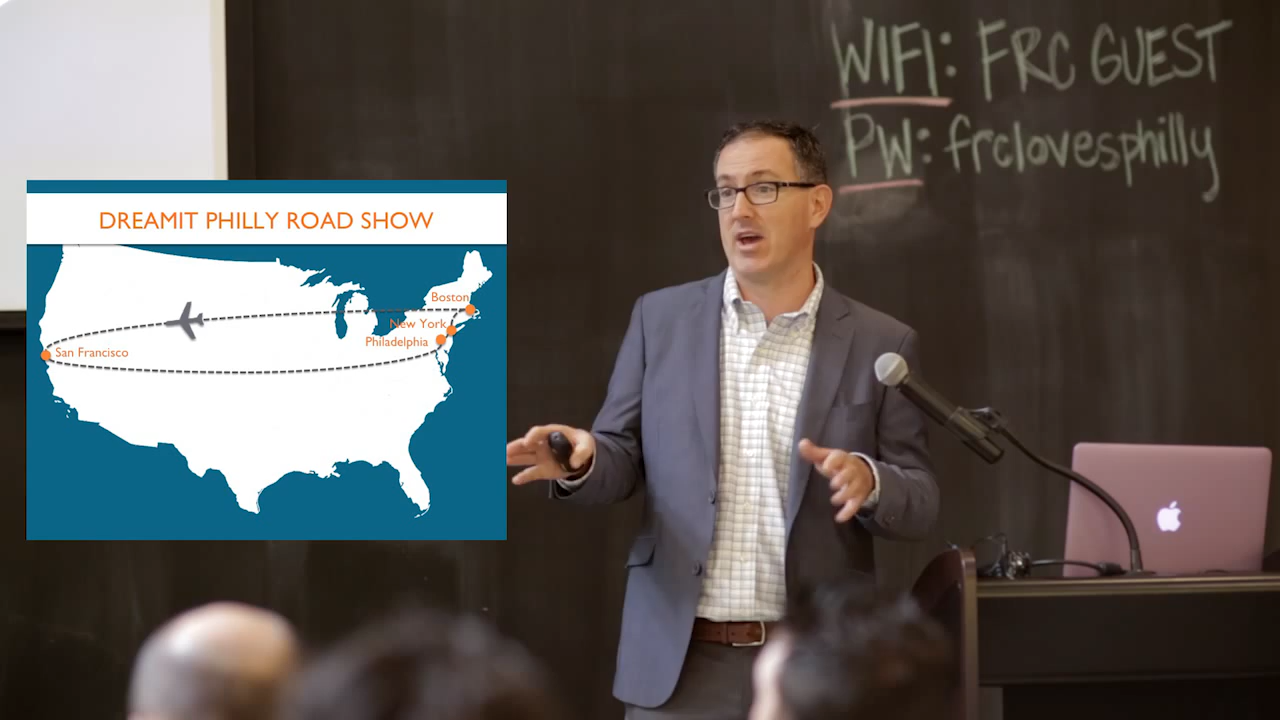 WIFI: FRC GUEST
PW: frclovesphilly
DREAMIT PHILLY ROAD SHOW
Boston
New York
Philadelphia
San Francisco